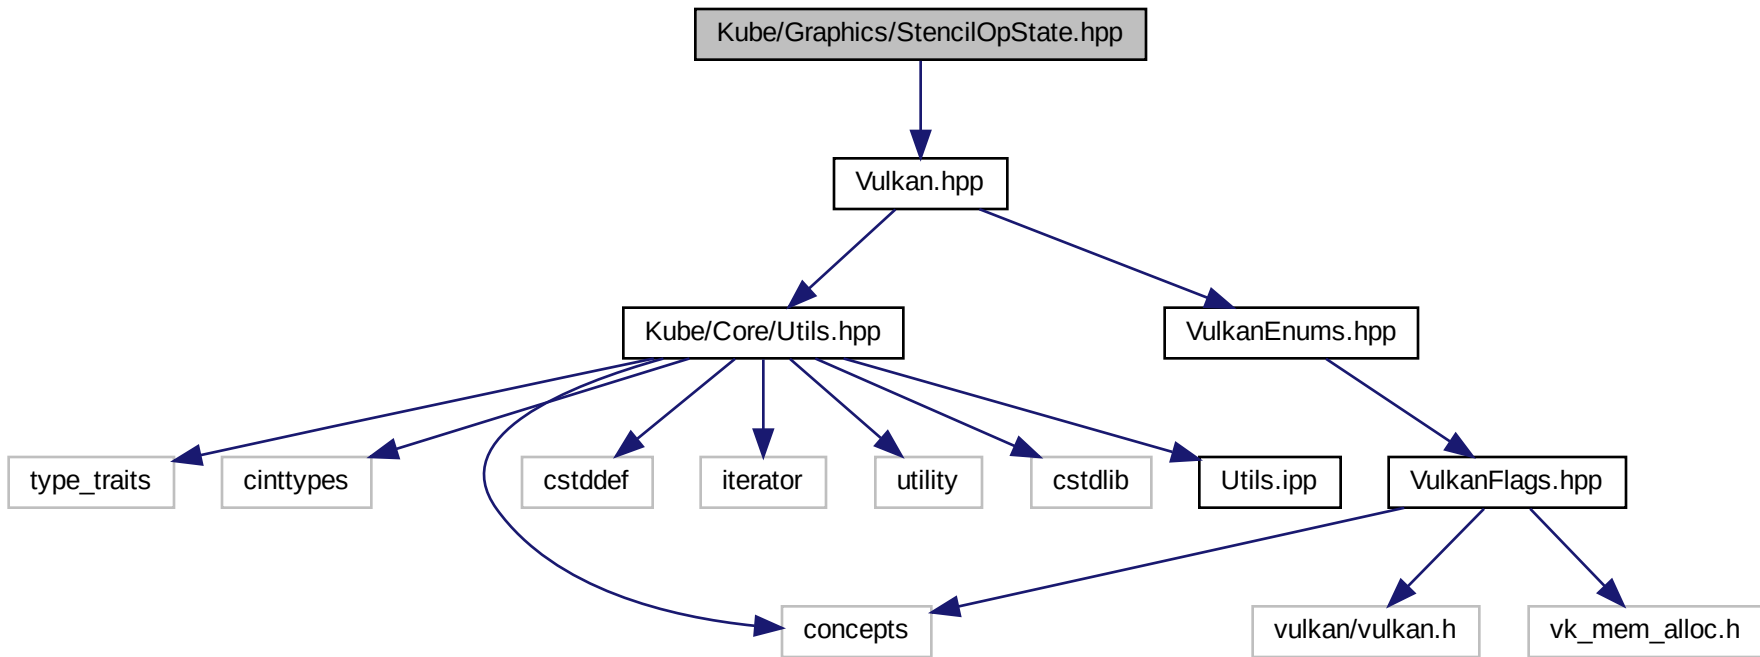 Kube/Graphics/StencilOpState.hpp
Vulkan.hpp
Kube/Core/Utils.hpp
VulkanEnums.hpp
type_traits
cinttypes
cstddef
iterator
utility
cstdlib
Utils.ipp
VulkanFlags.hpp
concepts
vulkan/vulkan.h
vk_mem_alloc.h